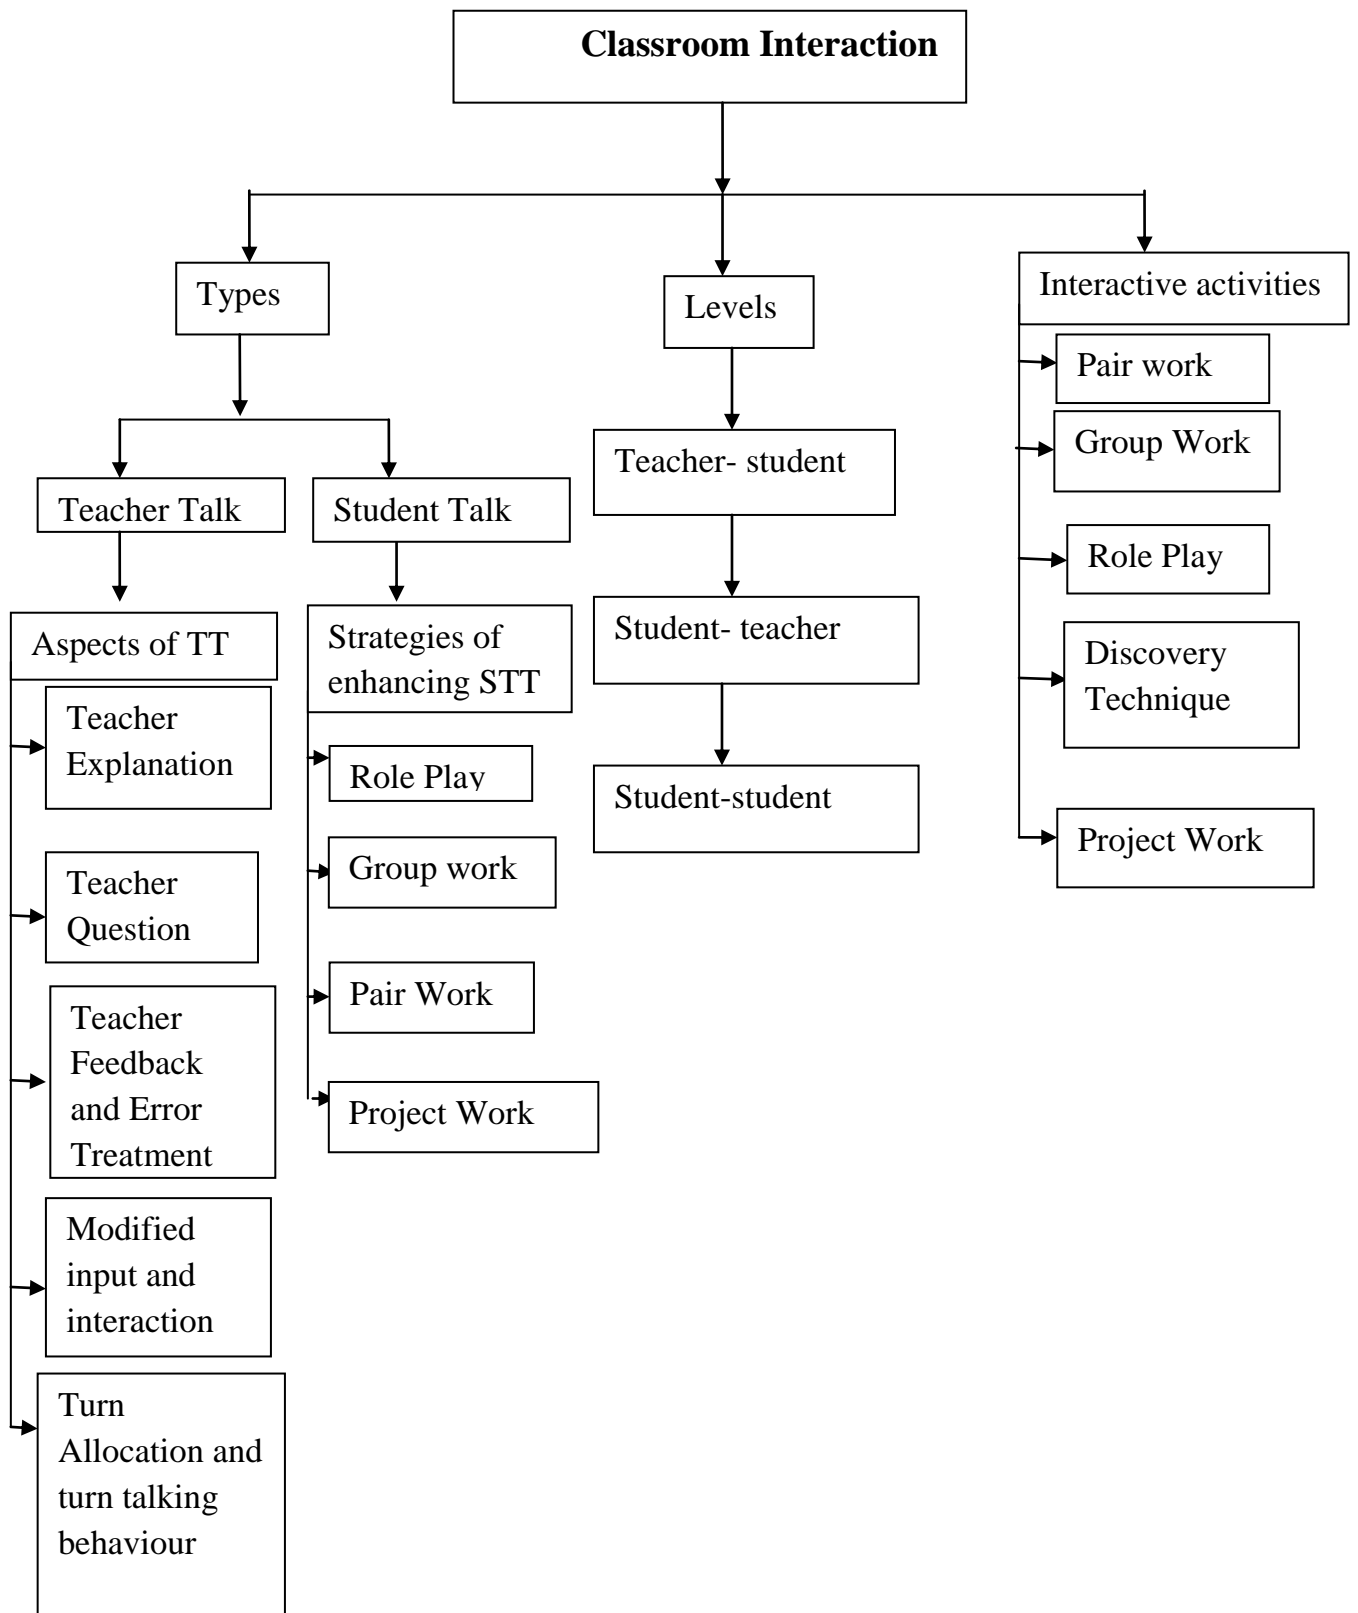 Classroom Interaction
Types
Levels
Interactive activities
Teacher Talk
Student Talk
Aspects of TT
Teacher
Explanation
Teacher
Question
Teacher
Feedback
and Error
Treatment
Modified
input and
interaction
Turn
Allocation and
turn talking
behaviour
Strategies of
enhancing STT
Role Play
Group work
Pair Work
Project Work
Teacher- student
Student- teacher
Student-student
Pair work
Group Work
Role Play
Discovery
Technique
Project Work